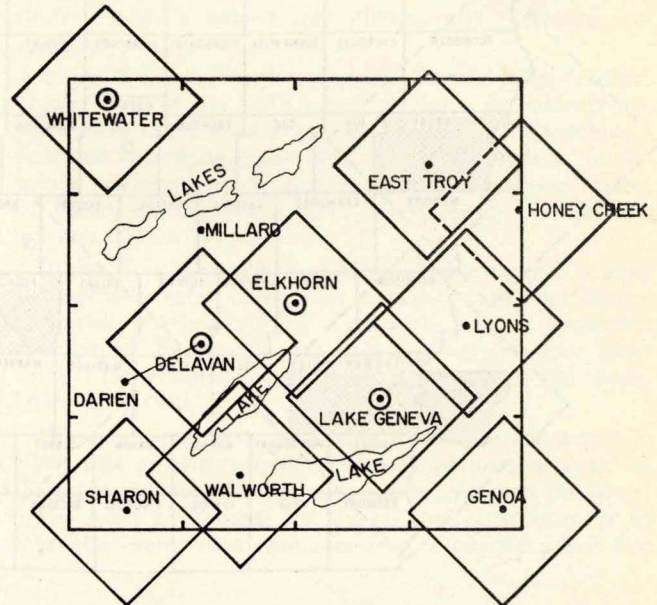 WHITEWATER
EAST TROY
LAKES
HONEY CREEK
MILLARD
ELKHORN
LYONS
DELAVAN
DARIEN
LAKE
LAKE GENEVA
LAKE
SHARON
WALWORTH
GENOA